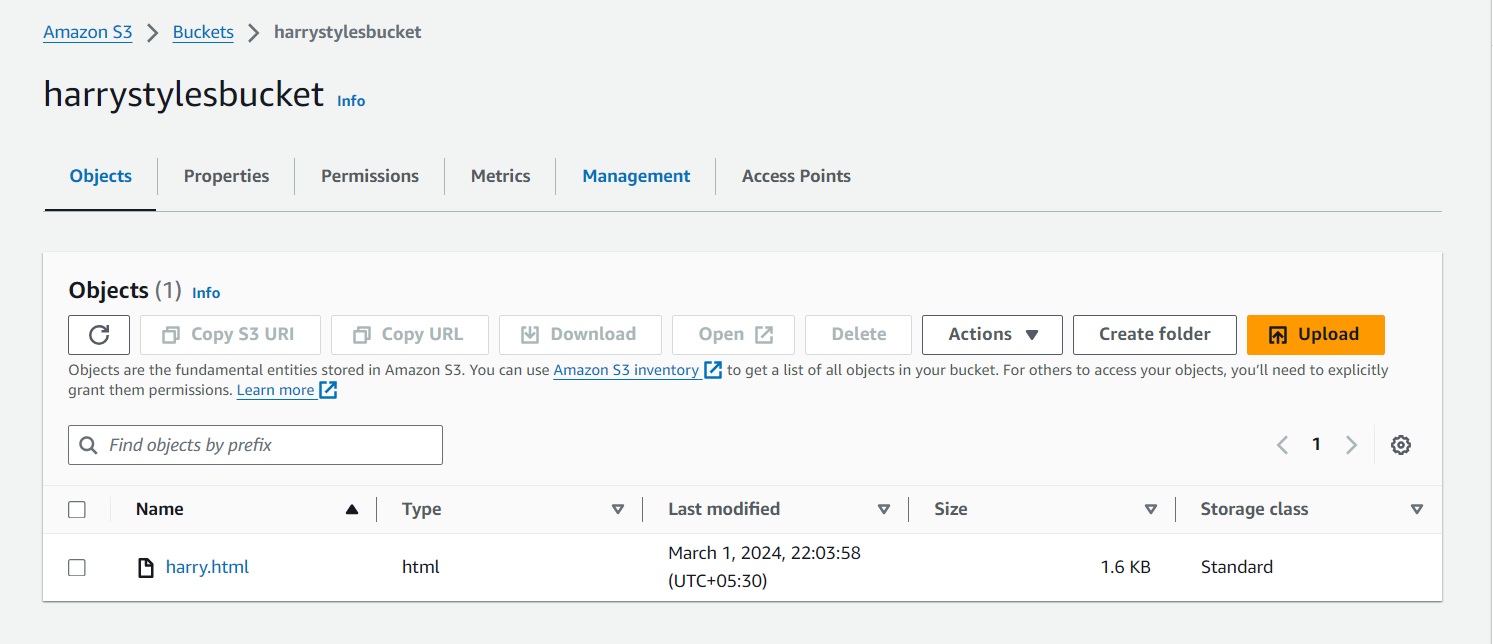 Amazon S3 > Buckets > harrystylesbucket
harrystylesbucket Info
Objects Properties Permissions Metrics Management Access Points
Objects (1) Info
Copy S3 URI Copy URL Download Open Delete Actions Create folder Upload
Objects are the fundamental entities stored in Amazon S3. You can use Amazon S3 inventory to get a list of all objects in your bucket. For others to access your objects, you'll need to explicitly
grant them permissions. Learn more
Find objects by prefix 1
Name Type Last modified Size Storage class
harry.html html March 1, 2024, 22:03:58 1.6 KB Standard
(UTC+05:30)